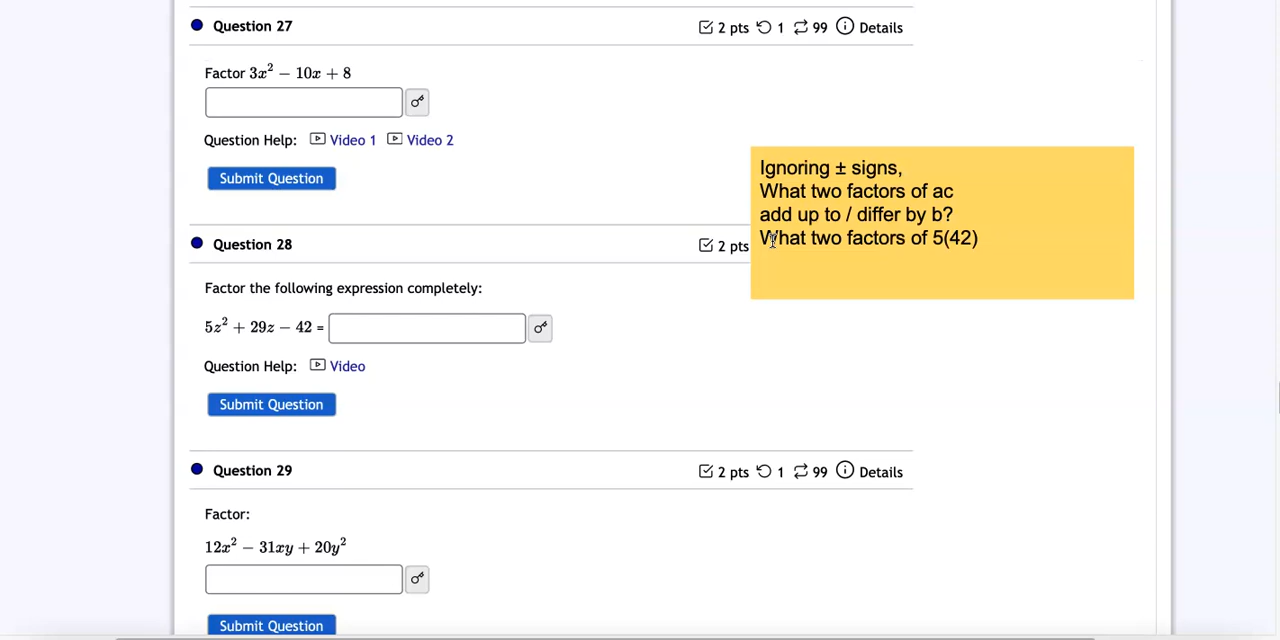 Question 27
2 pts 1 99 Details
Factor 3x² − 10x + 8
Question Help: Video 1 Video 2
Submit Question
Ignoring ± signs,
What two factors of ac
add up to / differ by b?
What two factors of 5(42)
Question 28
2 pts
Factor the following expression completely:
5z² + 29z − 42 =
Question Help: Video
Submit Question
Question 29
2 pts 1 99 Details
Factor:
12x² − 31xy + 20y²
Submit Question